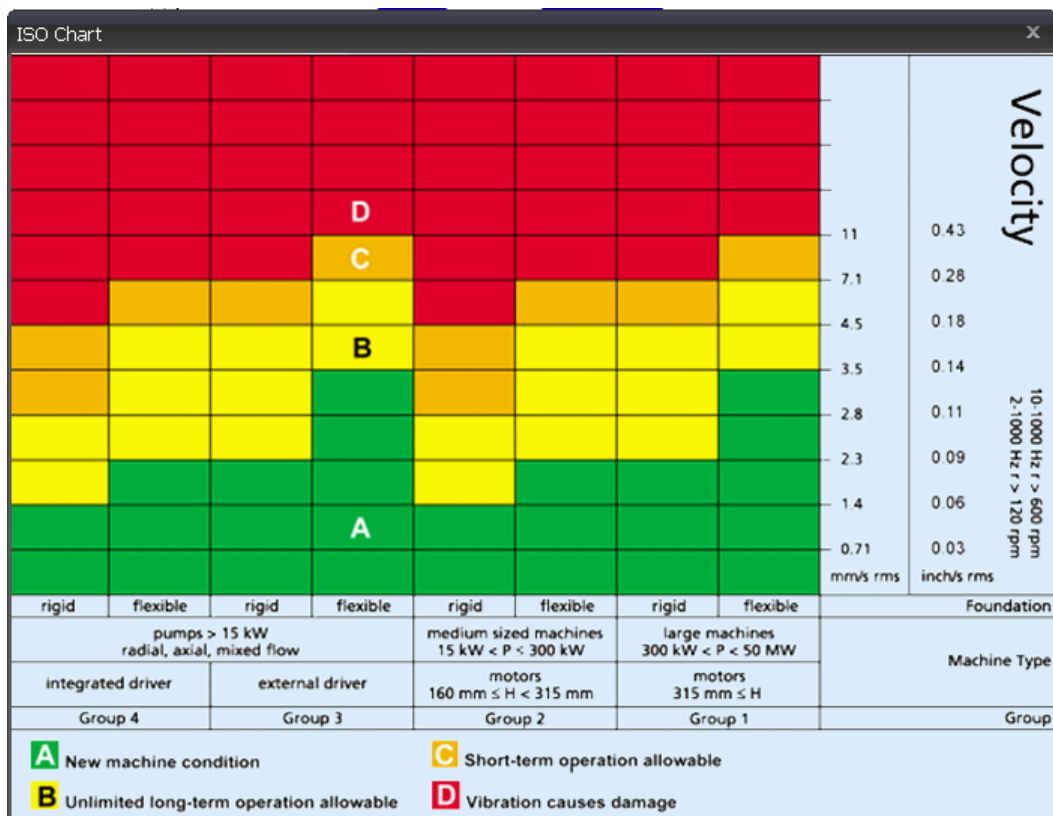 ISO Chart
X
Velocity
D
C
B
A
11
0.43
7.1
0.28
4.5
0.18
3.5
0.14
2.8
0.11
2.3
0.09
1.4
0.06
0.71
0.03
mm/s rms
inch/s rms
10-1000 Hz r > 600 rpm
2-1000 Hz r > 120 rpm
rigid flexible rigid flexible rigid flexible rigid flexible Foundation
pumps > 15 kW
radial, axial, mixed flow
medium sized machines
15 kW < P ≤ 300 kW
large machines
300 kW < P < 50 MW
Machine Type
integrated driver
external driver
motors
160 mm ≤ H < 315 mm
motors
315 mm ≤ H
Group 4 Group 3 Group 2 Group 1 Group
A New machine condition
C Short-term operation allowable
B Unlimited long-term operation allowable
D Vibration causes damage